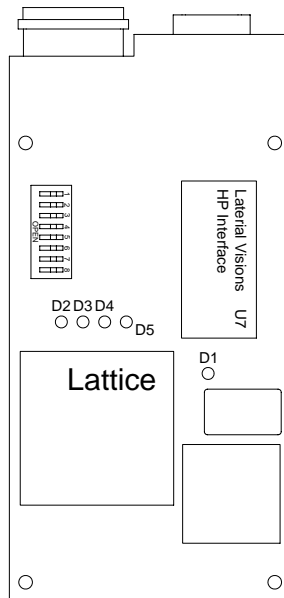 1
2
3
4
5
6
7
8
OPEN
Laterial Visions U7
HP Interface
D2 D3 D4
D5
D1
Lattice